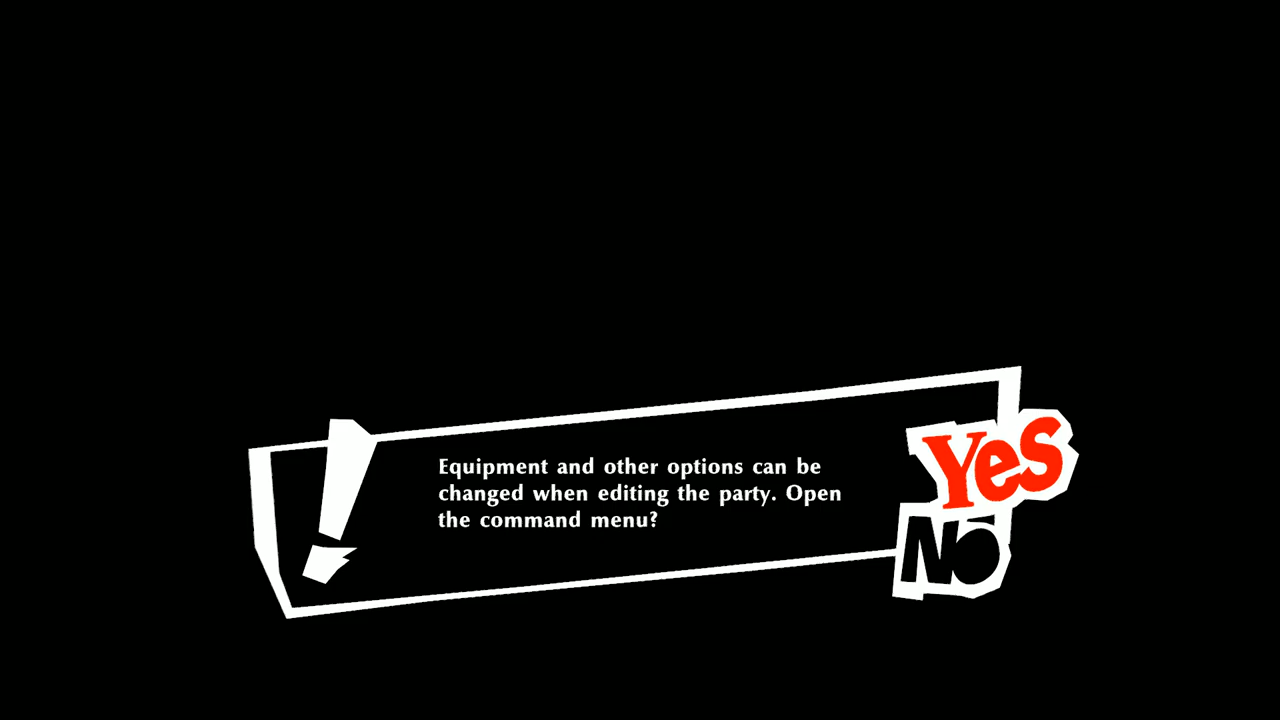 Equipment and other options can be
changed when editing the party. Open
the command menu?
Yes
No